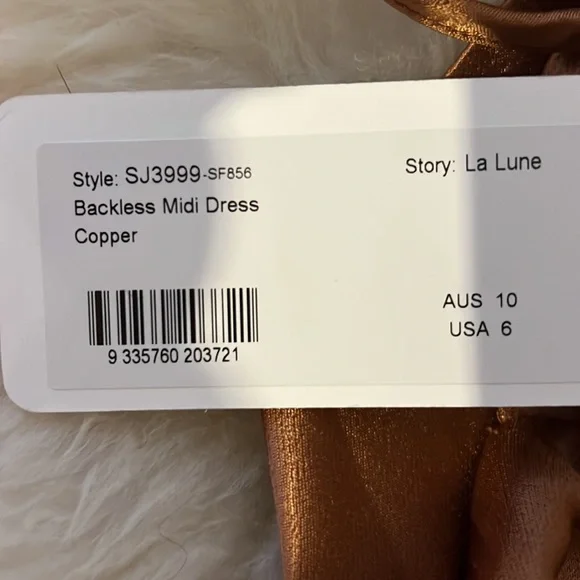 Style: SJ3999-SF856
Story: La Lune
Backless Midi Dress
Copper
AUS 10
USA 6
9 335760 203721